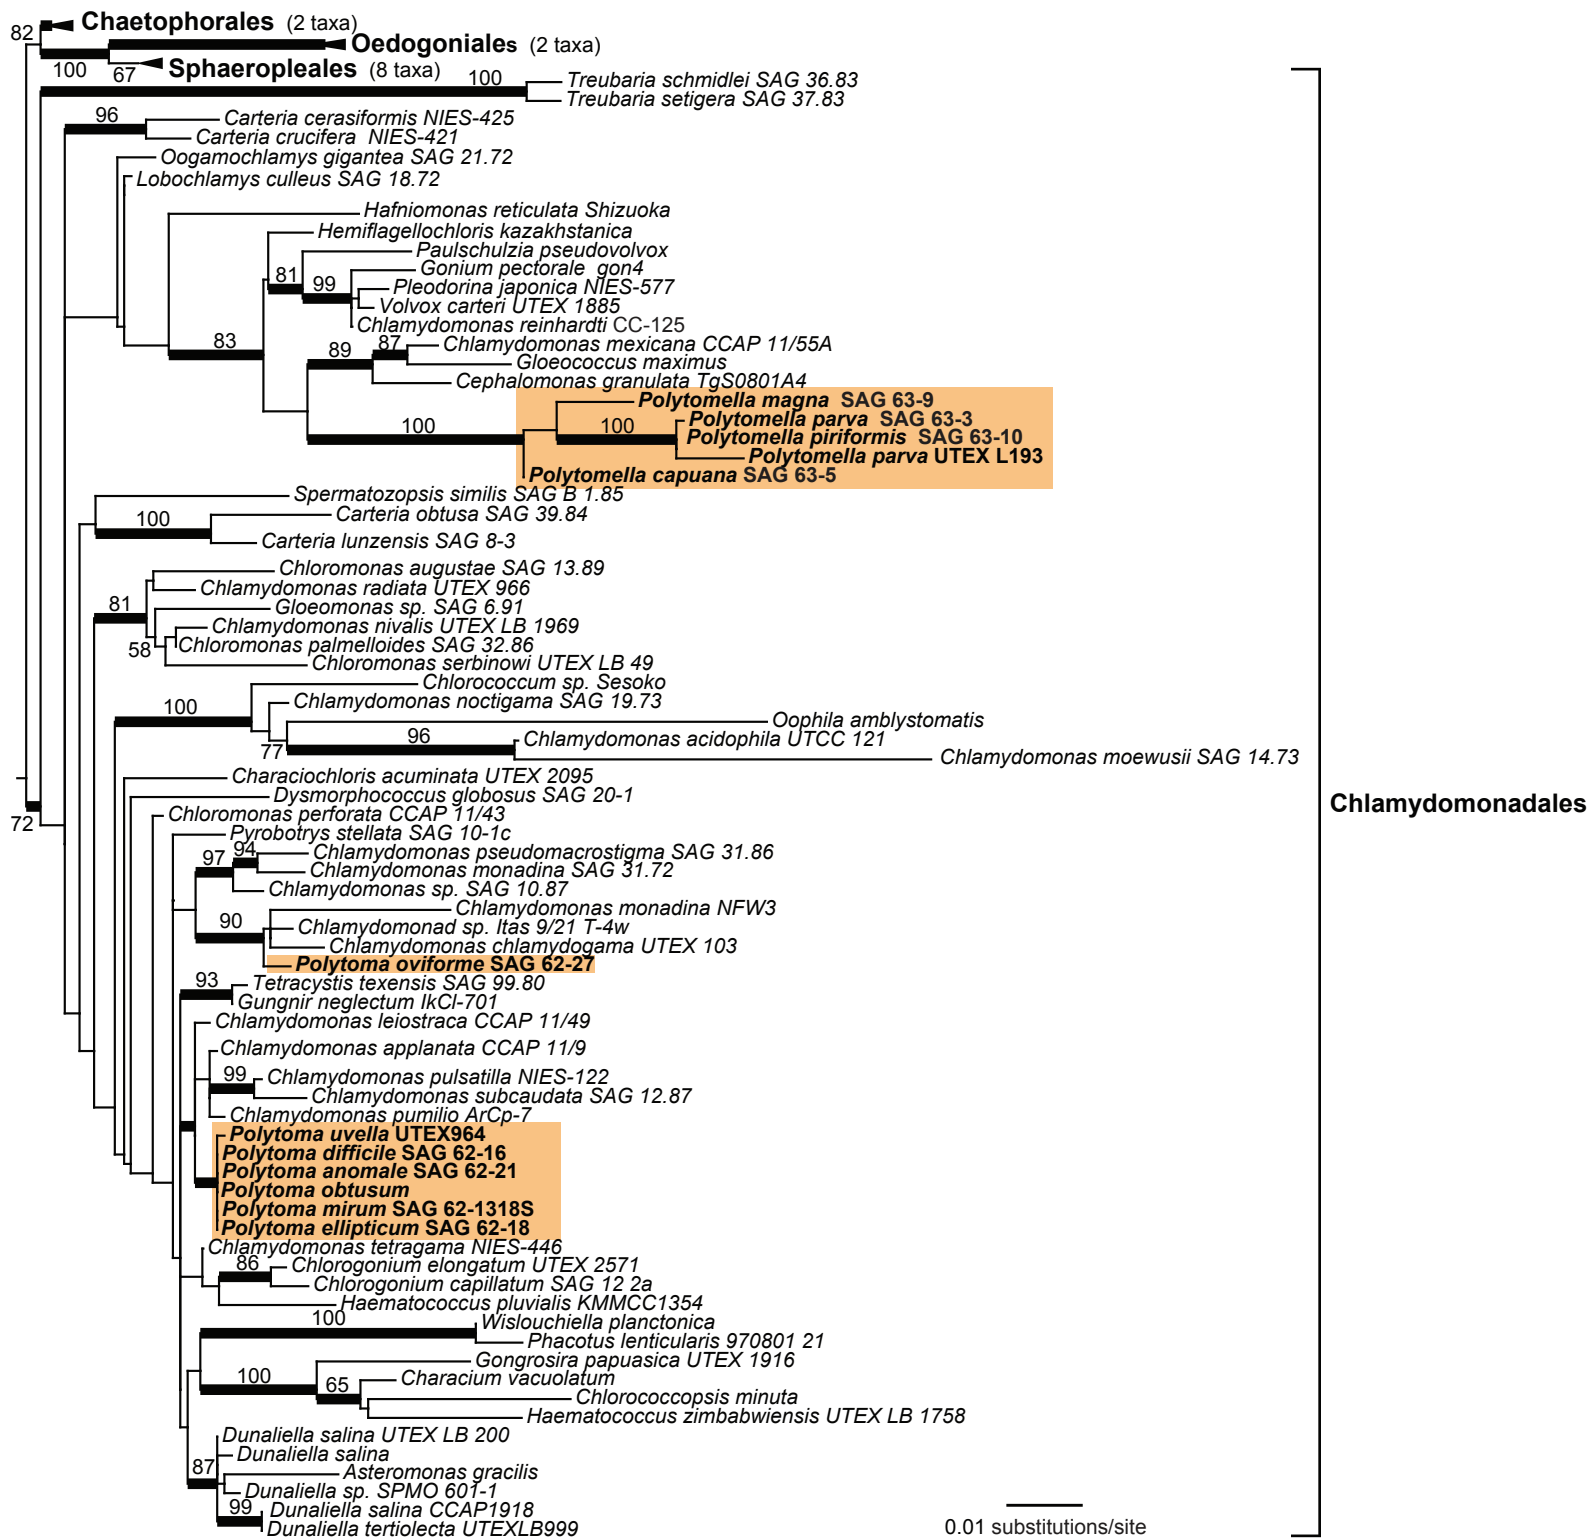 82 Chaetophorales (2 taxa)
Oedogoniales (2 taxa)
100 67 Sphaeropleales (8 taxa)
100 Treubaria schmidlei SAG 36.83
Treubaria setigera SAG 37.83
96 Carteria cerasiformis NIES-425
Carteria crucifera NIES-421
Oogamochlamys gigantea SAG 21.72
Lobochlamys culleus SAG 18.72
Hafniomonas reticulata Shizuoka
Hemiflagellochloris kazakhstanica
Paulschulzia pseudovolvox
81 99 Gonium pectorale gon4
Pleodorina japonica NIES-577
Volvox carteri UTEX 1885
Chlamydomonas reinhardti CC-125
83 89 87 Chlamydomonas mexicana CCAP 11/55A
Gloeococcus maximus
Cephalomonas granulata TgS0801A4
Polytomella magna SAG 63-9
100 100 Polytomella parva SAG 63-3
Polytomella piriformis SAG 63-10
Polytomella parva UTEX L193
Polytomella capuana SAG 63-5
Spermatozopsis similis SAG B 1.85
100 Carteria obtusa SAG 39.84
Carteria lunzensis SAG 8-3
Chloromonas augustae SAG 13.89
Chlamydomonas radiata UTEX 966
81 Gloeomonas sp. SAG 6.91
Chlamydomonas nivalis UTEX LB 1969
58 Chloromonas palmelloides SAG 32.86
Chloromonas serbinowi UTEX LB 49
Chlorococcum sp. Sesoko
100 Chlamydomonas noctigama SAG 19.73
Oophila amblystomatis
77 96 Chlamydomonas acidophila UTCC 121
Chlamydomonas moewusii SAG 14.73
Characiochloris acuminata UTEX 2095
Dysmorphococcus globosus SAG 20-1
Chlamydomonadales
72 Chloromonas perforata CCAP 11/43
Pyrobotrys stellata SAG 10-1c
97 94 Chlamydomonas pseudomacrostigma SAG 31.86
Chlamydomonas monadina SAG 31.72
Chlamydomonas sp. SAG 10.87
Chlamydomonas monadina NFW3
90 Chlamydomonad sp. Itas 9/21 T-4w
Chlamydomonas chlamydogama UTEX 103
Polytoma oviforme SAG 62-27
93 Tetracystis texensis SAG 99.80
Gungnir neglectum IkCl-701
Chlamydomonas leiostraca CCAP 11/49
Chlamydomonas applanata CCAP 11/9
99 Chlamydomonas pulsatilla NIES-122
Chlamydomonas subcaudata SAG 12.87
Chlamydomonas pumilio ArCp-7
Polytoma uvella UTEX964
Polytoma difficile SAG 62-16
Polytoma anomale SAG 62-21
Polytoma obtusum
Polytoma mirum SAG 62-1318S
Polytoma ellipticum SAG 62-18
Chlamydomonas tetragama NIES-446
86 Chlorogonium elongatum UTEX 2571
Chlorogonium capillatum SAG 12 2a
Haematococcus pluvialis KMMCC1354
100 Wislouchiella planctonica
Phacotus lenticularis 970801 21
Gongrosira papuasica UTEX 1916
100 65 Characium vacuolatum
Chlorococcopsis minuta
Haematococcus zimbabwiensis UTEX LB 1758
Dunaliella salina UTEX LB 200
Dunaliella salina
87 Asteromonas gracilis
Dunaliella sp. SPMO 601-1
99 Dunaliella salina CCAP1918
Dunaliella tertiolecta UTEXLB999
0.01 substitutions/site